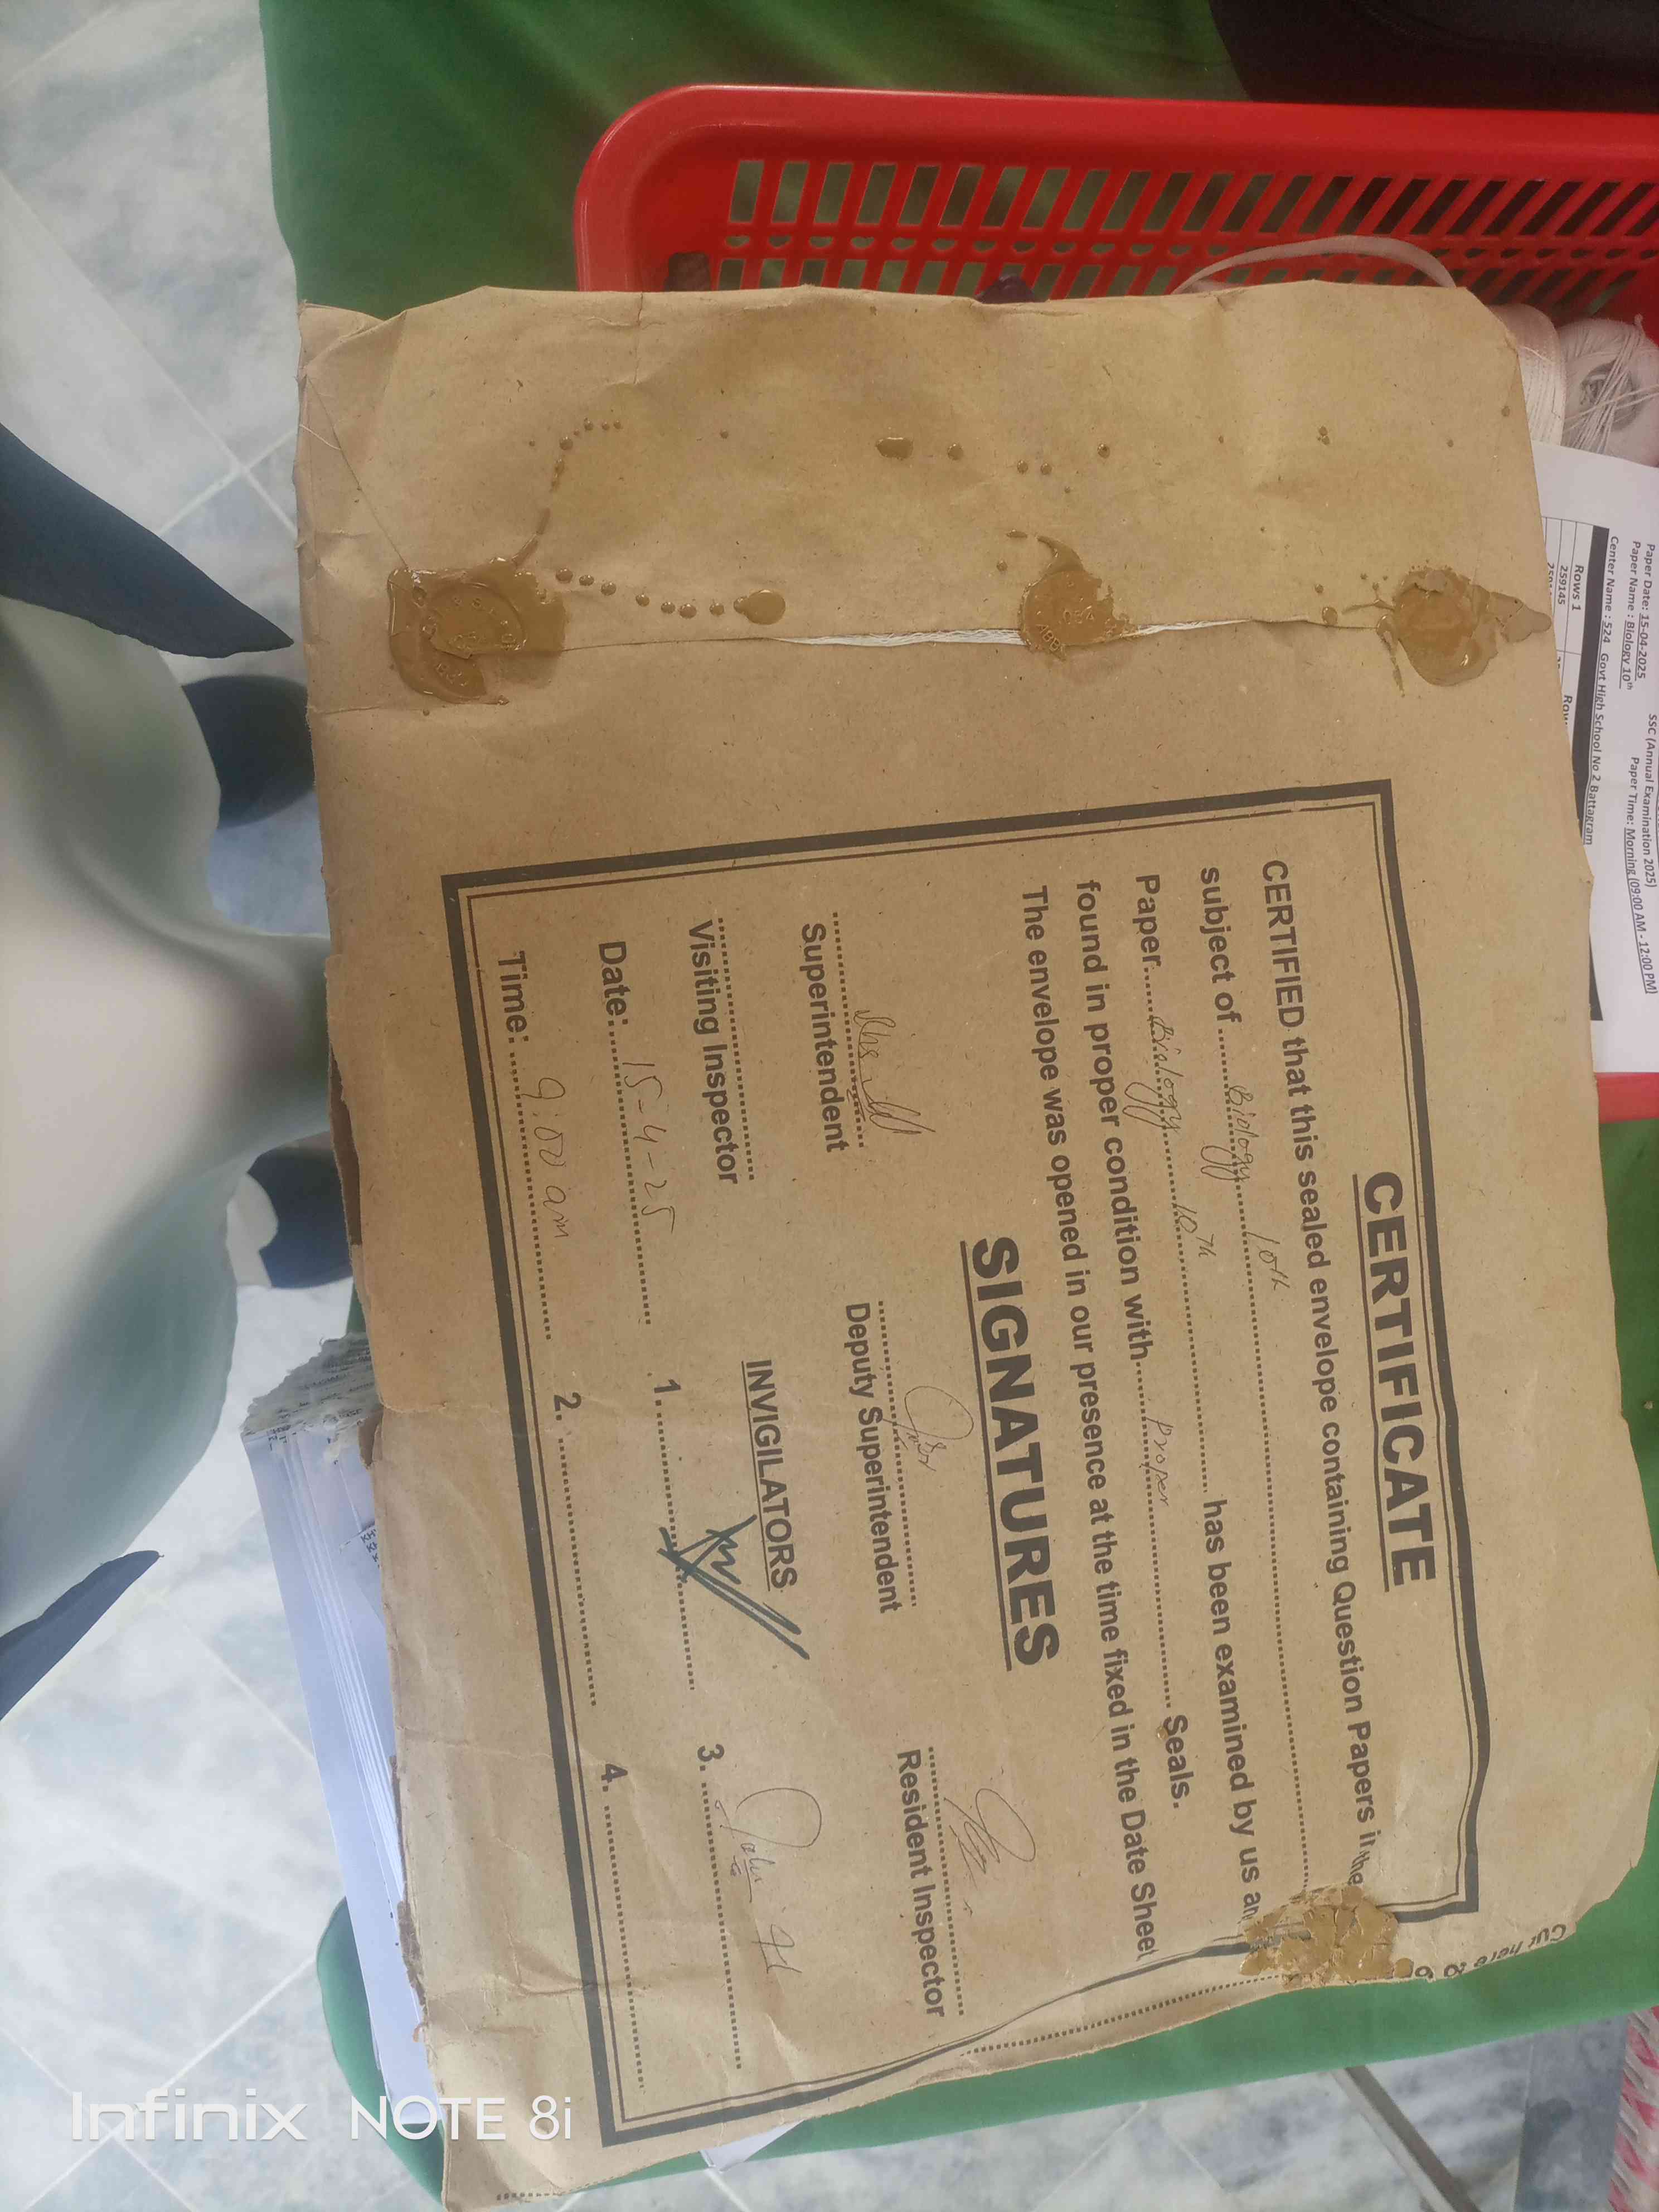 CERTIFICATE
CERTIFIED that this sealed envelope containing Question Papers in the
subject of Biology 10th
Paper Biology 10th has been examined by us an
found in proper condition with Proper Seals.
The envelope was opened in our presence at the time fixed in the Date Sheet
SIGNATURES
Superintendent
Deputy Superintendent
Resident Inspector
Visiting Inspector
INVIGILATORS
Date: 15-4-25
1.
3.
Time: 9:00 am
2.
4.
Cut here to
SSC (Annual Examination 2025)
Paper Date: 15-04-2025
Paper Time: Morning (09:00 AM - 12:00 PM)
Paper Name : Biology 10th
Center Name : 524 Govt High School No 2 Battagram
Rows 1
259145
Infinix NOTE 8i